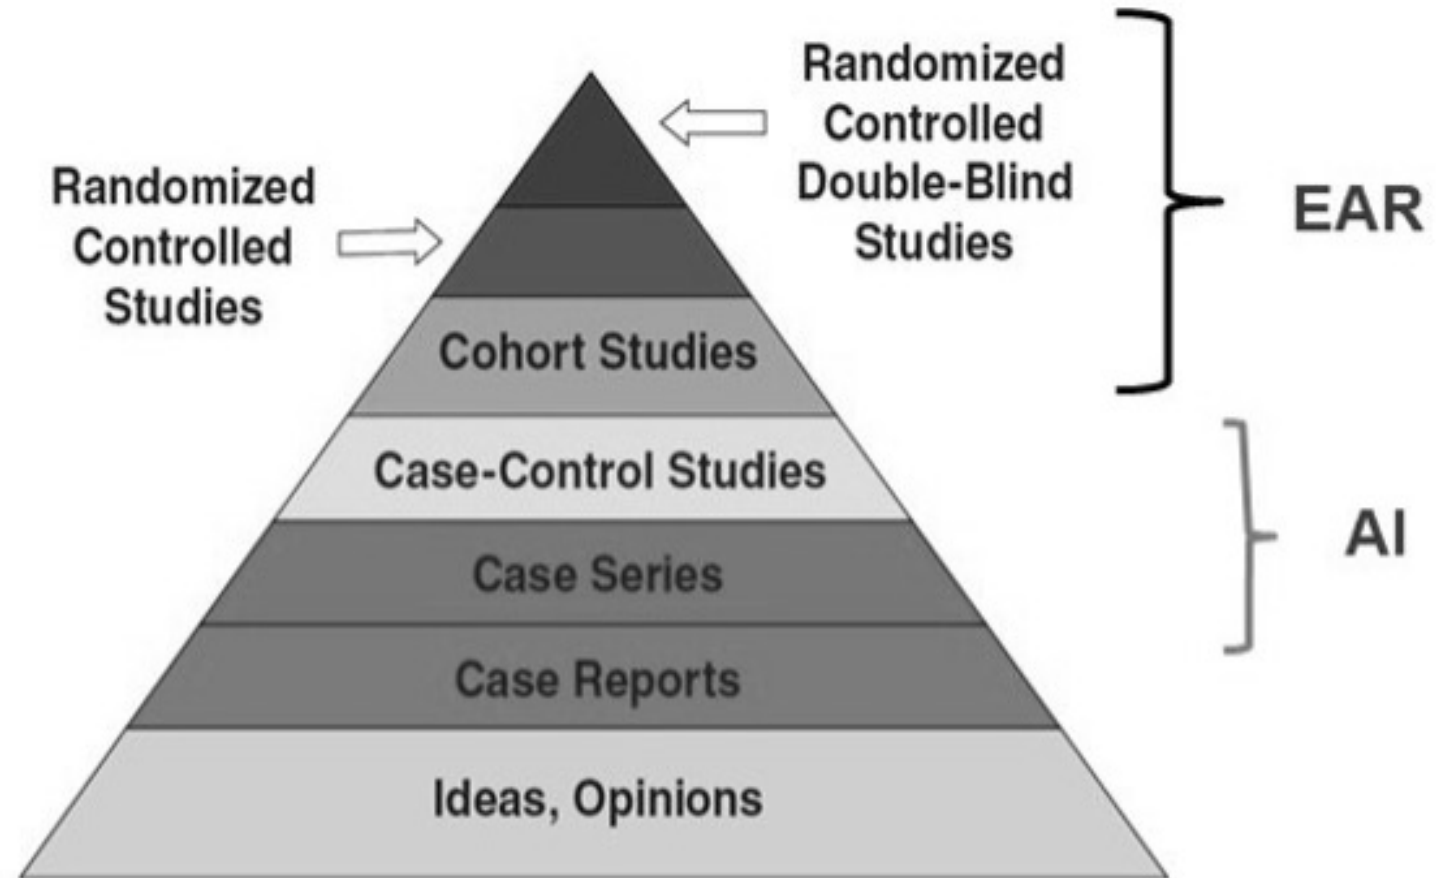 Randomized
Controlled
Double-Blind
Studies
EAR
Randomized
Controlled
Studies
Cohort Studies
Case-Control Studies
AI
Case Series
Case Reports
Ideas, Opinions